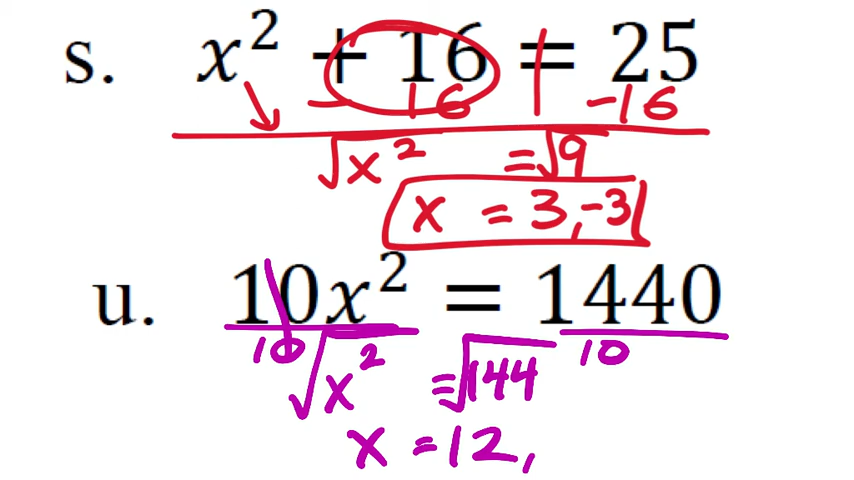 s. x² + 16 = 25
- 16 -16
√x² = √9
x = 3, -3
u. 10x² = 1440
10 10
√x² = √144
x = 12,